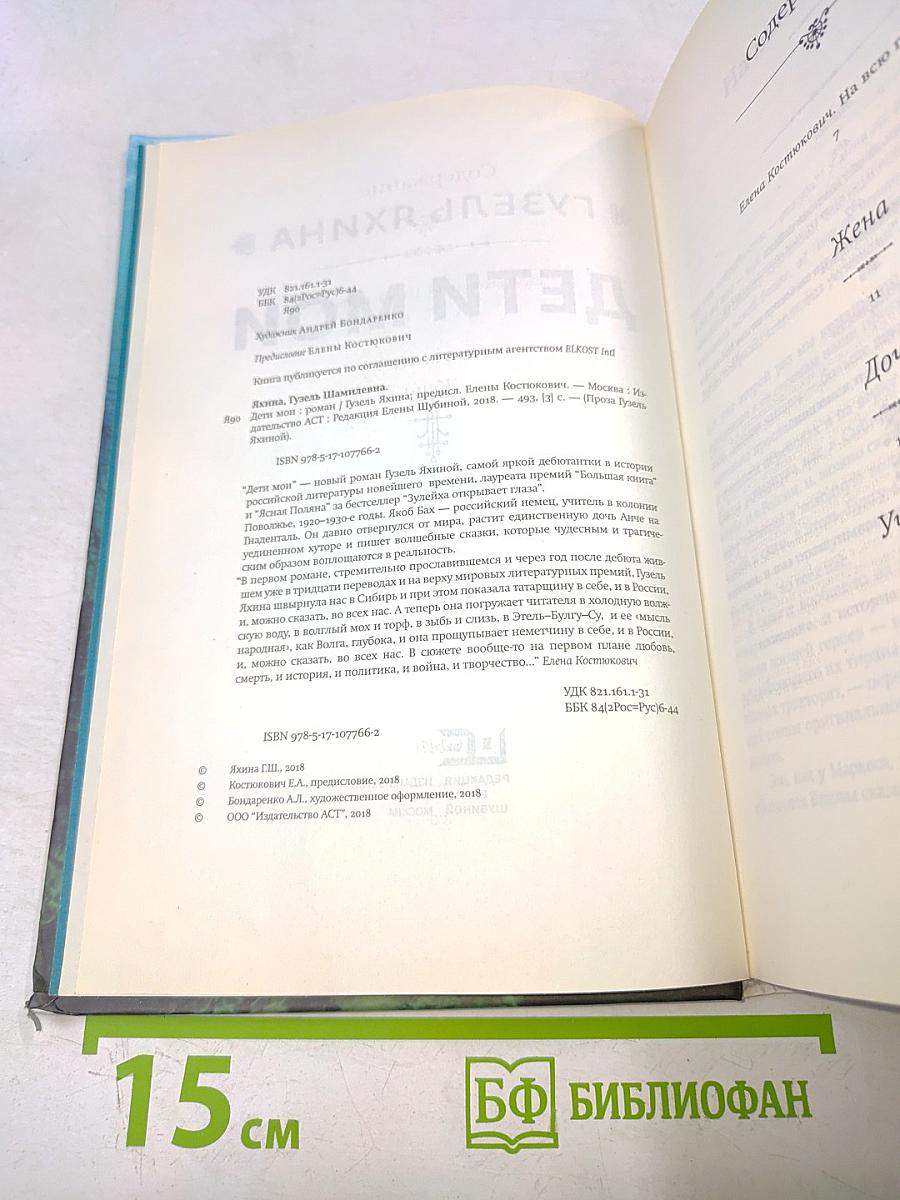 УДК 821.161.1-31
ББК 84(2Рос=Рус)6-44
Я90
Художник АНДРЕЙ БОНДАРЕНКО
Предисловие ЕЛЕНЫ КОСТЮКОВИЧ
Книга публикуется по соглашению с литературным агентством ELKOST Intl
Яхина, Гузель Шамилевна.
Я90 Дети мои : роман / Гузель Яхина; предисл. Елены Костюкович. — Москва : Из-
дательство АСТ : Редакция Елены Шубиной, 2018. — 493, [3] с. — (Проза Гузель
Яхиной).
ISBN 978-5-17-107766-2
"Дети мои" — новый роман Гузель Яхиной, самой яркой дебютантки в истории
российской литературы новейшего времени, лауреата премий "Большая книга"
и "Ясная Поляна" за бестселлер "Зулейха открывает глаза".
Поволжье, 1920–1930-е годы. Якоб Бах — российский немец, учитель в колонии
Гнаденталь. Он давно отвернулся от мира, растит единственную дочь Анче на
уединенном хуторе и пишет волшебные сказки, которые чудесным и трагиче-
ским образом воплощаются в реальность.
"В первом романе, стремительно прославившемся и через год после дебюта жив-
шем уже в тридцати переводах и на верху мировых литературных премий, Гузель
Яхина швырнула нас в Сибирь и при этом показала татарщину в себе, и в России,
и, можно сказать, во всех нас. А теперь она погружает читателя в холодную волж-
скую воду, в волглый мох и торф, в зыбь и слизь, в Этель–Булгу–Су, и ее «мысль
народная», как Волга, глубока, и она прощупывает неметчину в себе, и в России,
и, можно сказать, во всех нас. В сюжете вообще-то на первом плане любовь,
смерть, и история, и политика, и война, и творчество..." Елена Костюкович
УДК 821.161.1-31
ББК 84(2Рос=Рус)6-44
ISBN 978-5-17-107766-2
© Яхина Г.Ш., 2018
© Костюкович Е.А., предисловие, 2018
© Бондаренко А.Л., художественное оформление, 2018
© ООО "Издательство АСТ", 2018
Содер
Елена Костюкович. На всю г
7
Жена
11
Доч
15 см
БФ БИБЛИОФАН